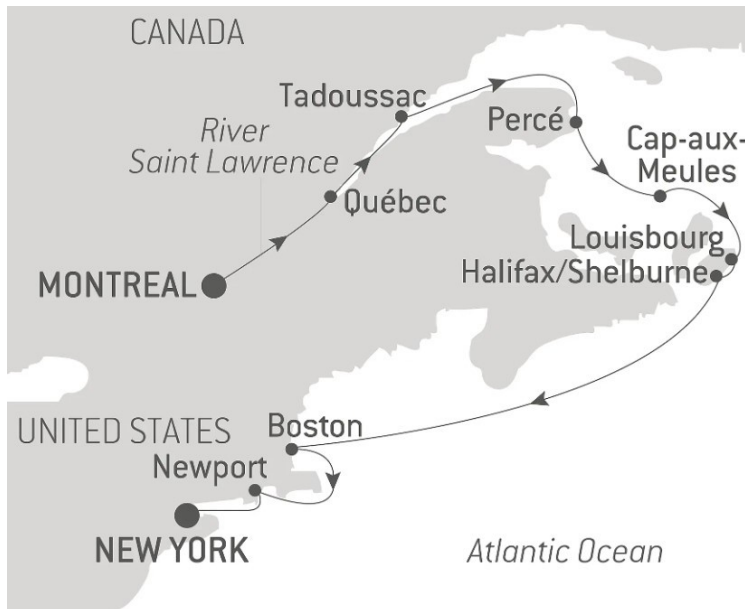 CANADA
Tadoussac
River
Saint Lawrence
Percé
Cap-aux-
Meules
Québec
Louisbourg
Halifax/Shelburne
MONTREAL
UNITED STATES
Boston
Newport
NEW YORK
Atlantic Ocean